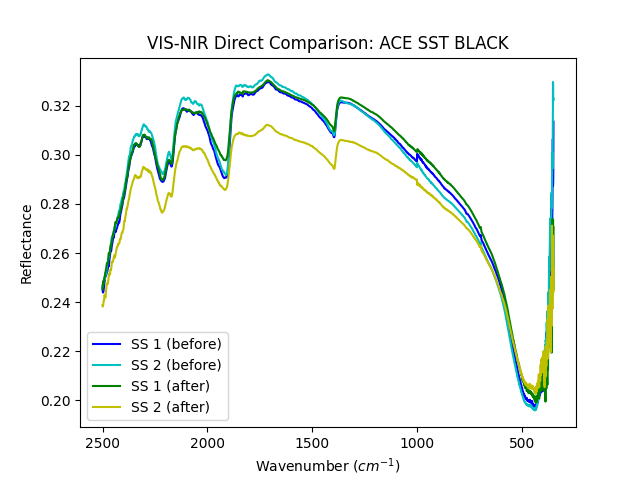 VIS-NIR Direct Comparison: ACE SST BLACK
0.32
0.30
0.28
0.26
0.24
0.22
0.20
Reflectance
SS 1 (before)
SS 2 (before)
SS 1 (after)
SS 2 (after)
2500 2000 1500 1000 500
Wavenumber (cm⁻¹)